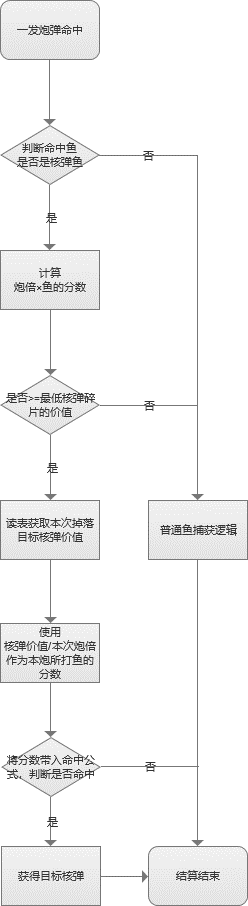 一发炮弹命中
判断命中鱼
是否是核弹鱼
否
是
计算
炮倍×鱼的分数
是否>=最低核弹碎
片的价值
否
是
读表获取本次掉落
目标核弹价值
普通鱼捕获逻辑
使用
核弹价值/本次炮倍
作为本炮所打鱼的
分数
将分数带入命中公
式，判断是否命中
否
是
获得目标核弹
结算结束